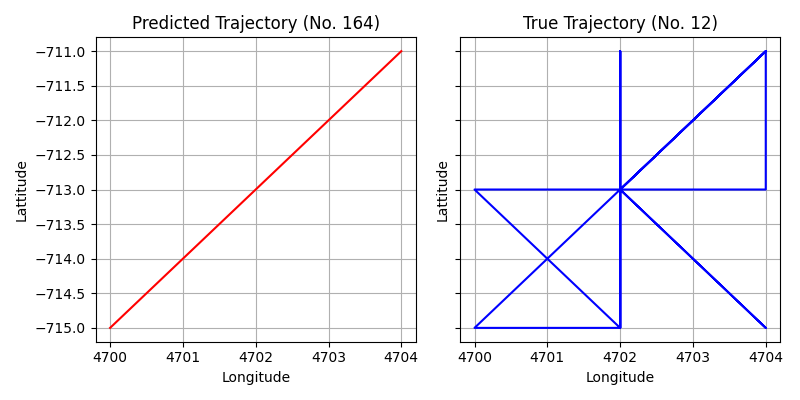 Predicted Trajectory (No. 164)
−711.0
−711.5
−712.0
−712.5
−713.0
−713.5
−714.0
−714.5
−715.0
Lattitude
4700 4701 4702 4703 4704
Longitude
True Trajectory (No. 12)
Lattitude
4700 4701 4702 4703 4704
Longitude